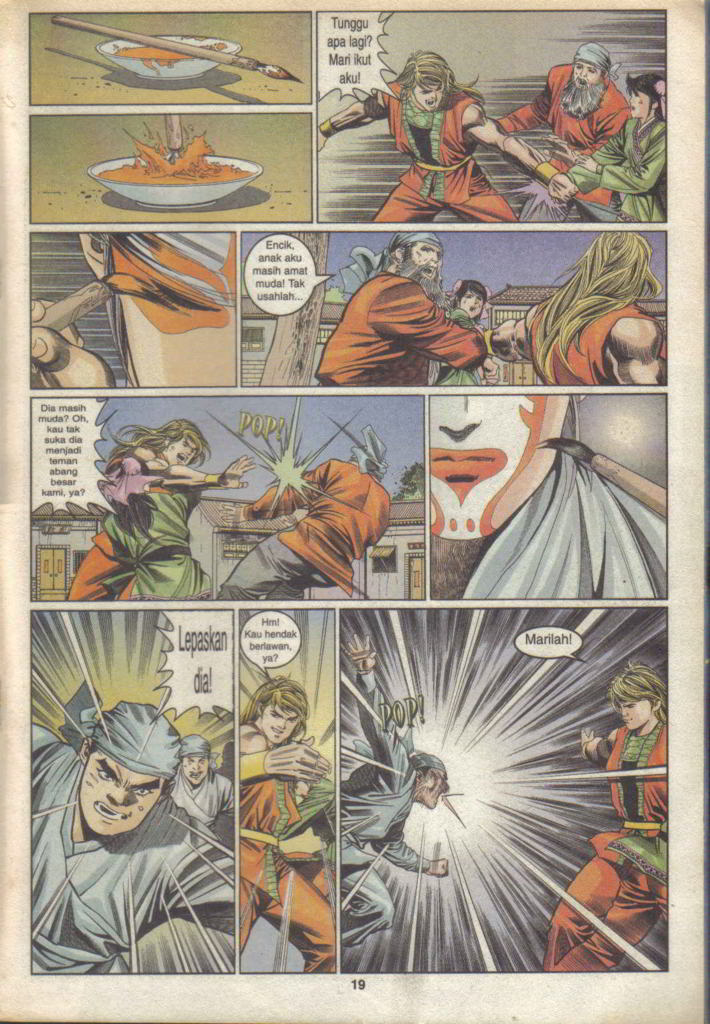 Tunggu
apa lagi?
Mari ikut
aku!
Encik,
anak aku
masih amat
muda! Tak
usahlah...
Dia masih
muda? Oh,
kau tak
suka dia
menjadi
teman
abang
besar
kami, ya?
POP!
Lepaskan
dia!
Hm!
Kau hendak
berlawan,
ya?
POP!
Marilah!
19